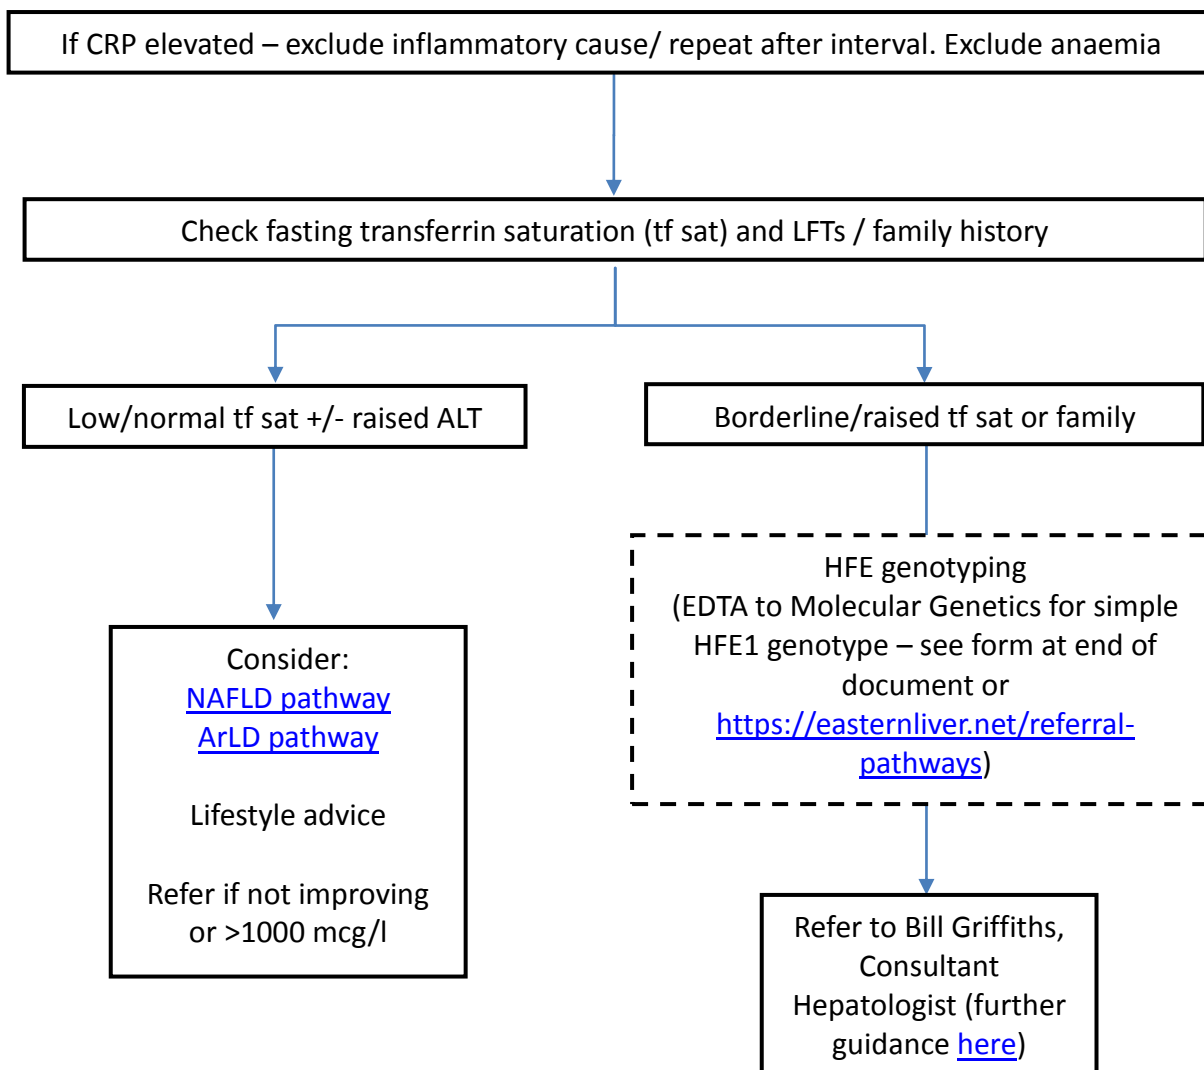 If CRP elevated – exclude inflammatory cause/ repeat after interval. Exclude anaemia
Check fasting transferrin saturation (tf sat) and LFTs / family history
Low/normal tf sat +/- raised ALT
Borderline/raised tf sat or family
Consider:
NAFLD pathway
ArLD pathway
Lifestyle advice
Refer if not improving
or >1000 mcg/l
HFE genotyping
(EDTA to Molecular Genetics for simple
HFE1 genotype – see form at end of
document or
https://easternliver.net/referral-
pathways)
Refer to Bill Griffiths,
Consultant
Hepatologist (further
guidance here)